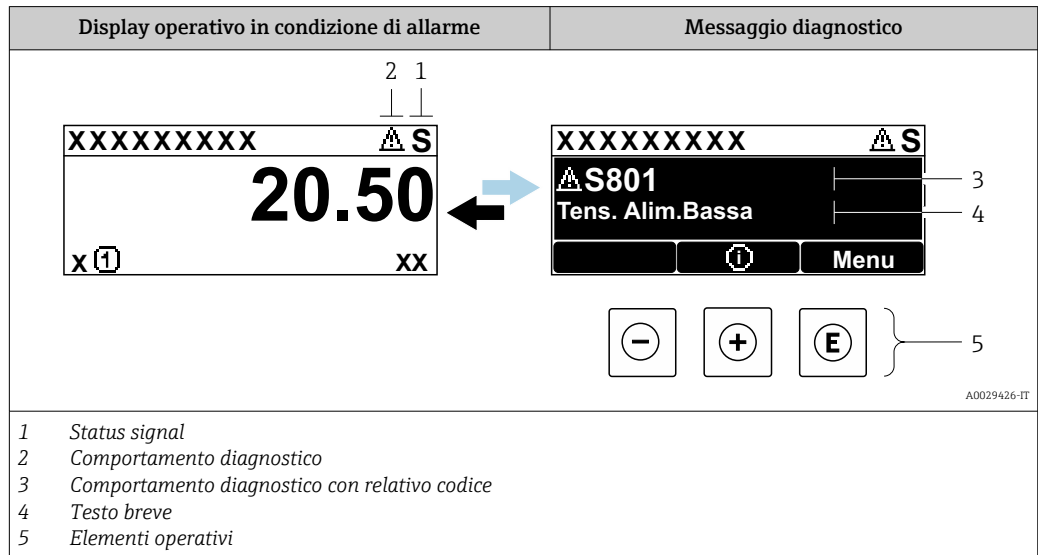 Display operativo in condizione di allarme
Messaggio diagnostico
2 1
XXXXXXXXX ⚠ S
20.50
x 1 xx
XXXXXXXXX ⚠ S
⚠S801
Tens. Alim.Bassa
i Menu
3
4
- + E
5
A0029426-IT
1 Status signal
2 Comportamento diagnostico
3 Comportamento diagnostico con relativo codice
4 Testo breve
5 Elementi operativi